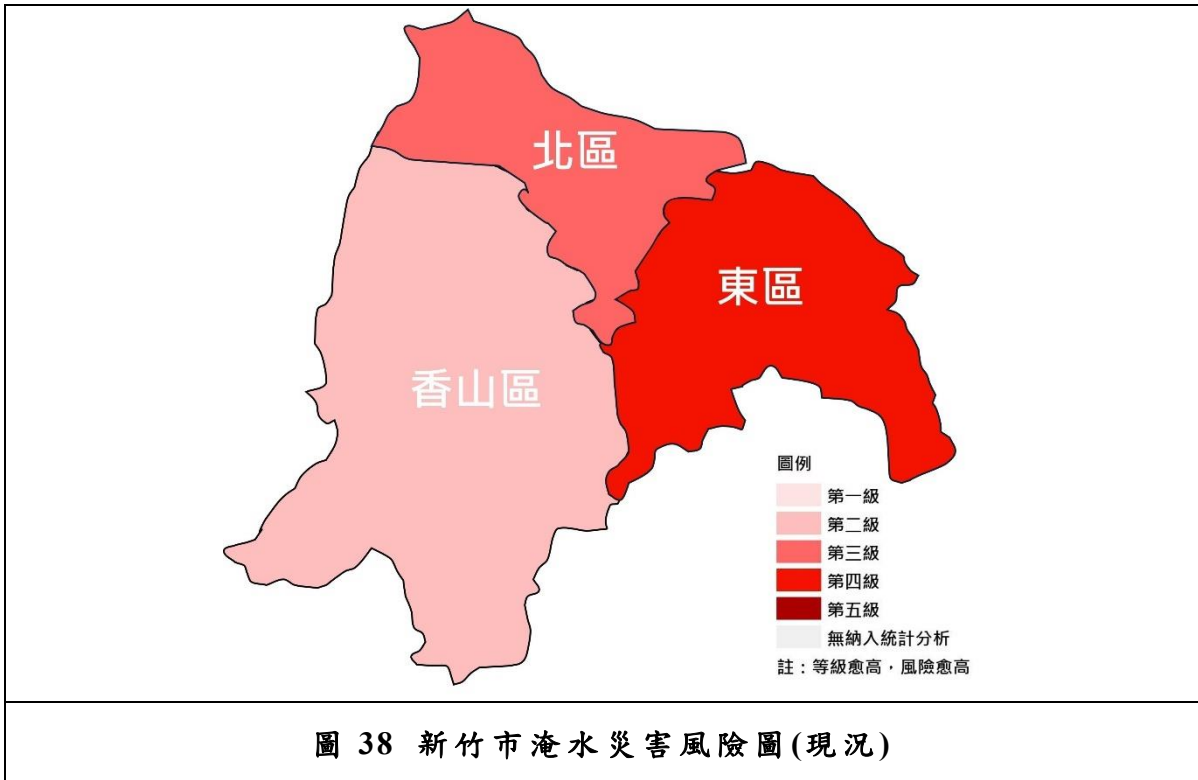 北區
東區
香山區
圖例
第一級
第二級
第三級
第四級
第五級
無納入統計分析
註：等級愈高，風險愈高
圖 38 新竹市淹水災害風險圖(現況)